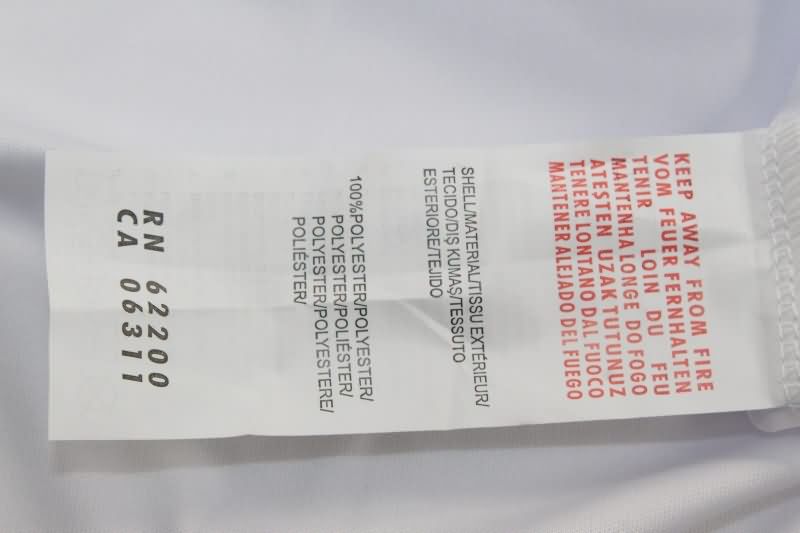 KEEP AWAY FROM FIRE
VOM FEUER FERNHALTEN
TENIR LOIN DU FEU
MANTENHA LONGE DO FOGO
ATEŞTEN UZAK TUTUNUZ
TENERE LONTANO DAL FUOCO
MANTENER ALEJADO DEL FUEGO
SHELL/MATERIAL/TISSU EXTÉRIEUR/
TECIDO/DIŞ KUMAŞ/TESSUTO
ESTERIORE/TEJIDO
100%POLYESTER/POLYESTER/
POLYESTER/POLIÉSTER/
POLYESTER/POLYESTERE/
POLIÉSTER/
RN 62200
CA 06311